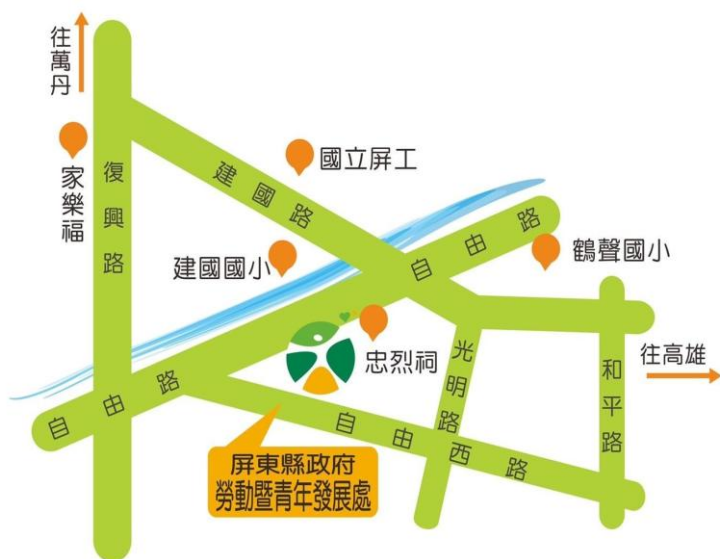 往萬丹
家樂福
復興路
建國路
國立屏工
建國國小
自由路
鶴聲國小
忠烈祠
光明路
和平路
往高雄
自由路
自由西路
屏東縣政府
勞動暨青年發展處